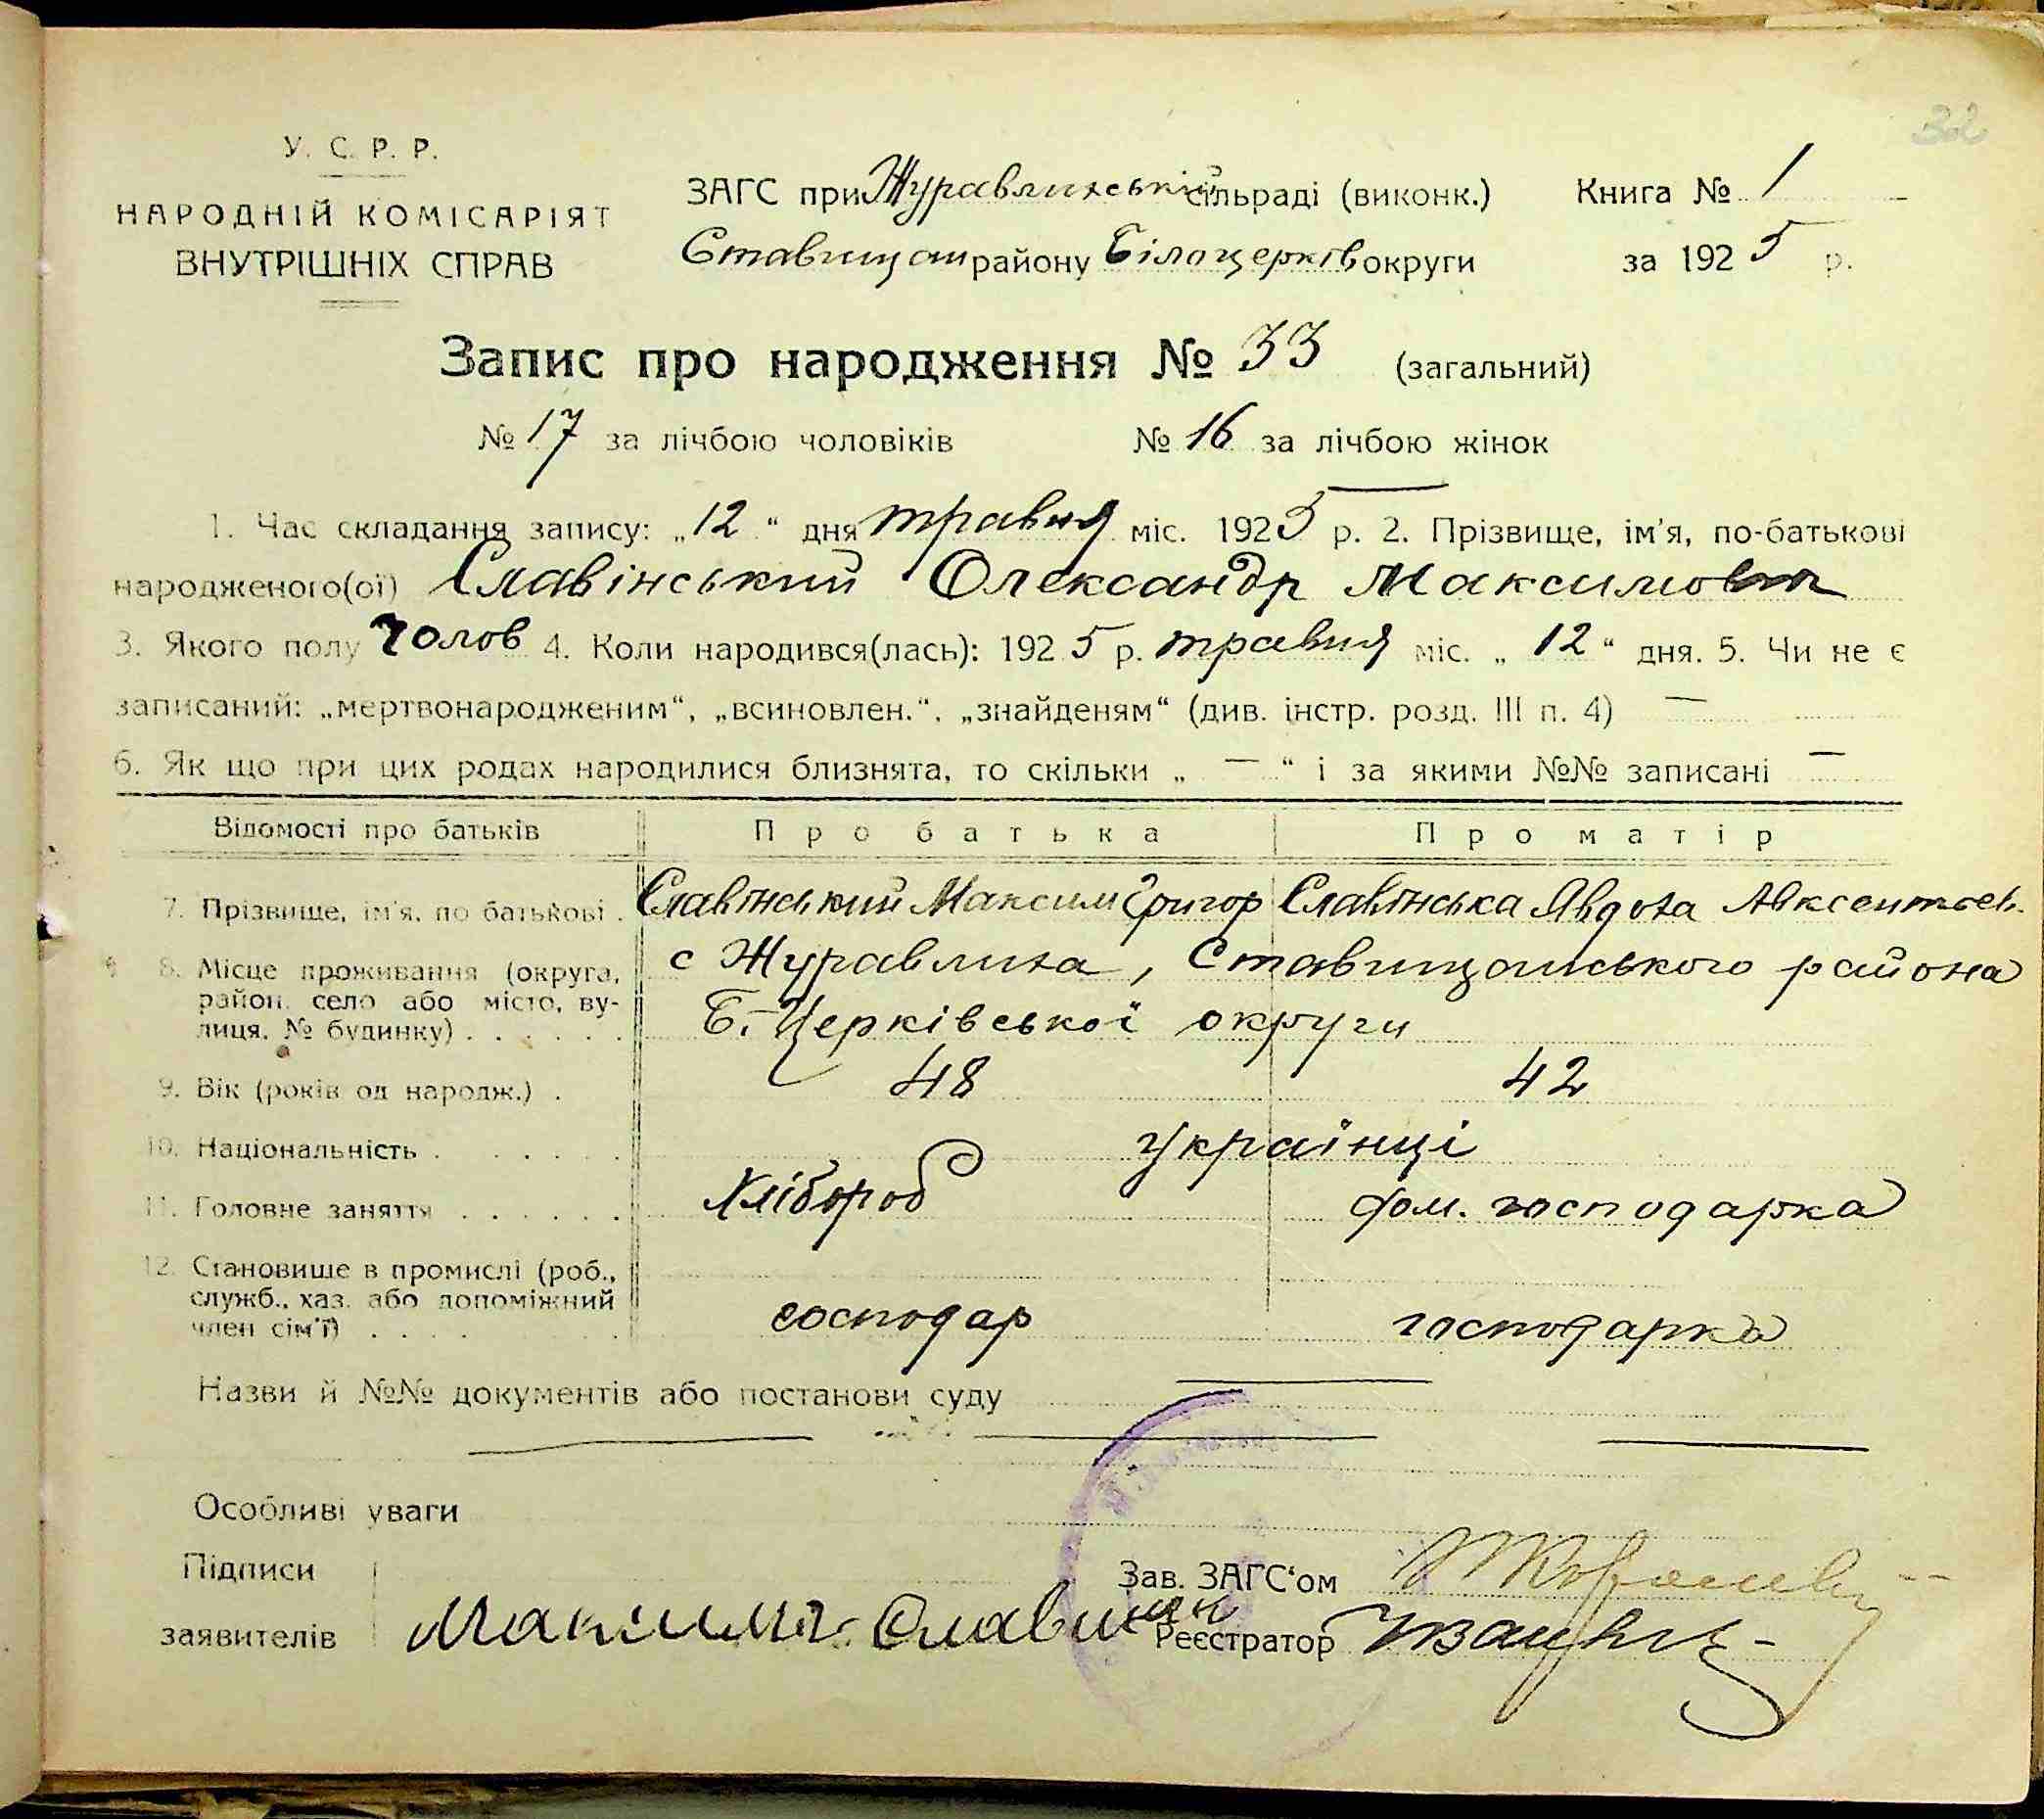 32
У. С. Р. Р.
НАРОДНІЙ КОМІСАРІЯТ
ВНУТРІШНІХ СПРАВ
ЗАГС при Журавлихській сільраді (виконк.) Книга № 1
Ставищан району Білоцерків округи за 1925 р.
Запис про народження № 33 (загальний)
№ 17 за лічбою чоловіків № 16 за лічбою жінок
1. Час складання запису: „12“ дня травня міс. 1925 р. 2. Прізвище, ім'я, по-батькові
народженого(ої) Славінський Олександр Максимович
3. Якого полу Чолов 4. Коли народився(лась): 1925 р. травня міс. „12“ дня. 5. Чи не є
записаний: „мертвонародженим“, „всиновлен.“, „знайденям“ (див. інстр. розд. III п. 4) —
6. Як що при цих родах народилися близнята, то скільки „ — “ і за якими №№ записані —
Відомості про батьків Про батька Про матір
7. Прізвище, ім'я, по батькові . Славінський Максим Григор Славінська Явдоха Авксентьєв.
8. Місце проживання (округа, район, село або місто, вулиця, № будинку) . . . . . .
с Журавлиха, Ставищанського района
Б.-Церківської округи
9. Вік (років од народж.) . 48 42
10. Національність . . . . . . українці
11. Головне заняття . . . . . . Хлібороб дом. господарка
12. Становище в промислі (роб.,
служб., хаз. або допоміжний
член сім'ї) . . . . господар господарка
Назви й №№ документів або постанови суду
Особливі уваги
Підписи
заявителів Максимъ Славинск
Зав. ЗАГС'ом
Реєстратор